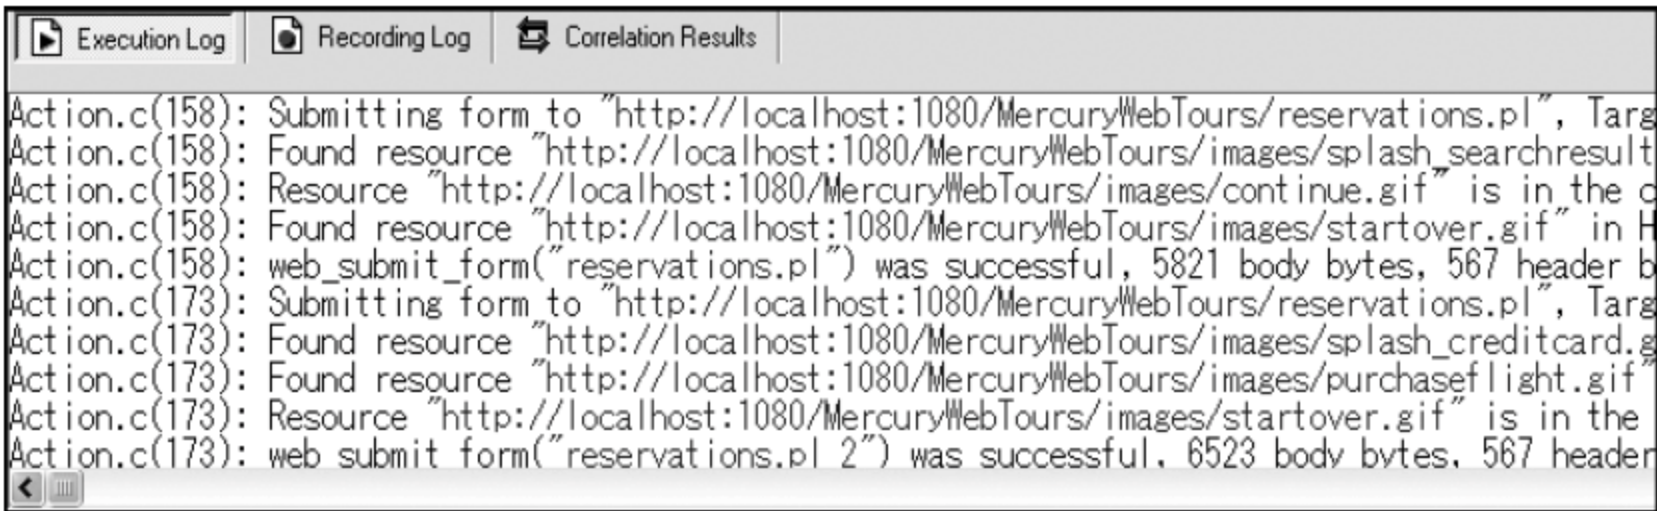 Execution Log Recording Log Correlation Results
Action.c(158): Submitting form to "http://localhost:1080/MercuryWebTours/reservations.pl", Targ
Action.c(158): Found resource "http://localhost:1080/MercuryWebTours/images/splash_searchresult
Action.c(158): Resource "http://localhost:1080/MercuryWebTours/images/continue.gif" is in the c
Action.c(158): Found resource "http://localhost:1080/MercuryWebTours/images/startover.gif" in H
Action.c(158): web_submit_form("reservations.pl") was successful, 5821 body bytes, 567 header b
Action.c(173): Submitting form to "http://localhost:1080/MercuryWebTours/reservations.pl", Targ
Action.c(173): Found resource "http://localhost:1080/MercuryWebTours/images/splash_creditcard.g
Action.c(173): Found resource "http://localhost:1080/MercuryWebTours/images/purchaseflight.gif"
Action.c(173): Resource "http://localhost:1080/MercuryWebTours/images/startover.gif" is in the
Action.c(173): web_submit_form("reservations.pl_2") was successful, 6523 body bytes, 567 header